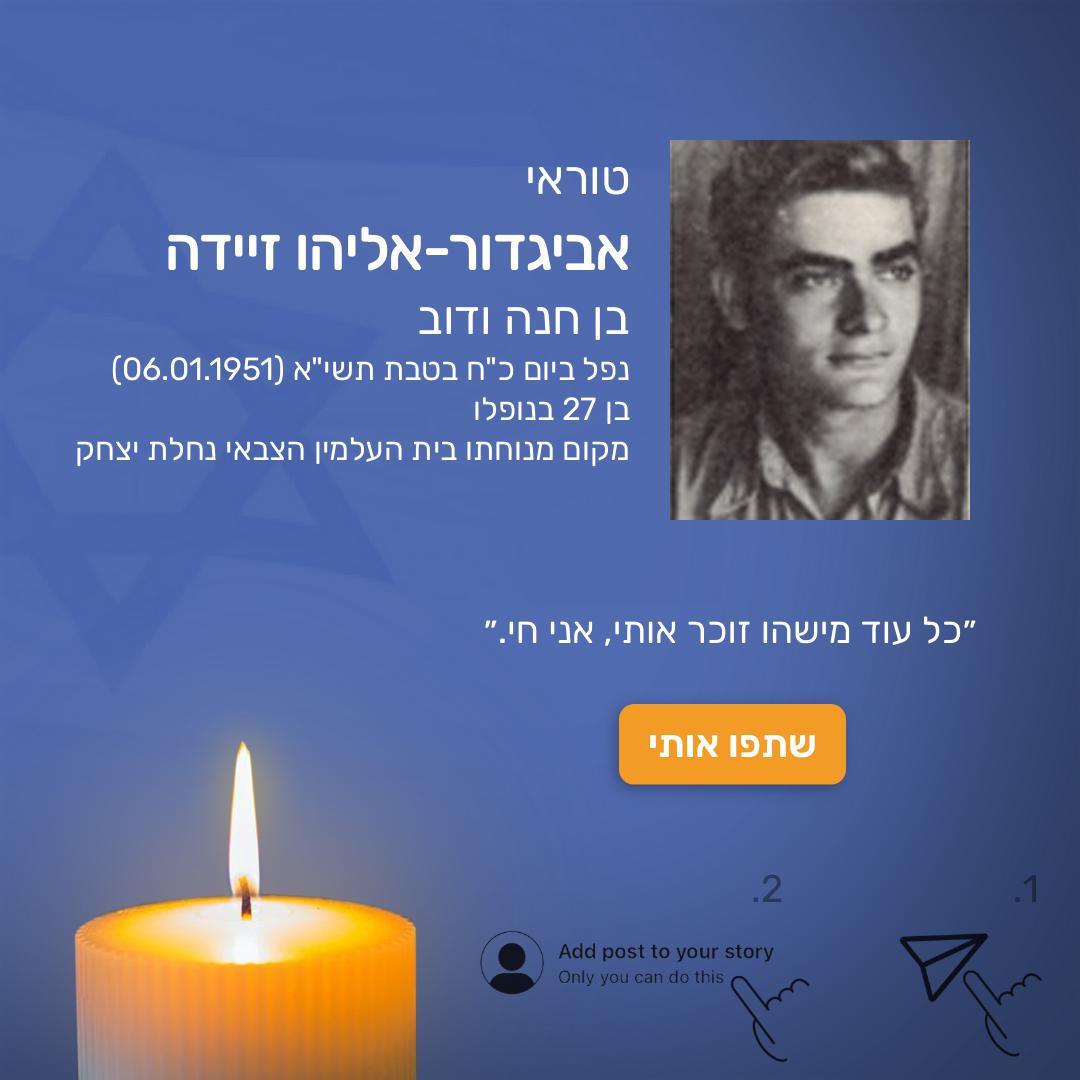 טוראי
אביגדור-אליהו זיידה
בן חנה ודוב
נפל ביום כ"ח בטבת תשי"א (06.01.1951)
בן 27 בנופלו
מקום מנוחתו בית העלמין הצבאי נחלת יצחק
״כל עוד מישהו זוכר אותי, אני חי.״
שתפו אותי
1.
2.
Add post to your story
Only you can do this